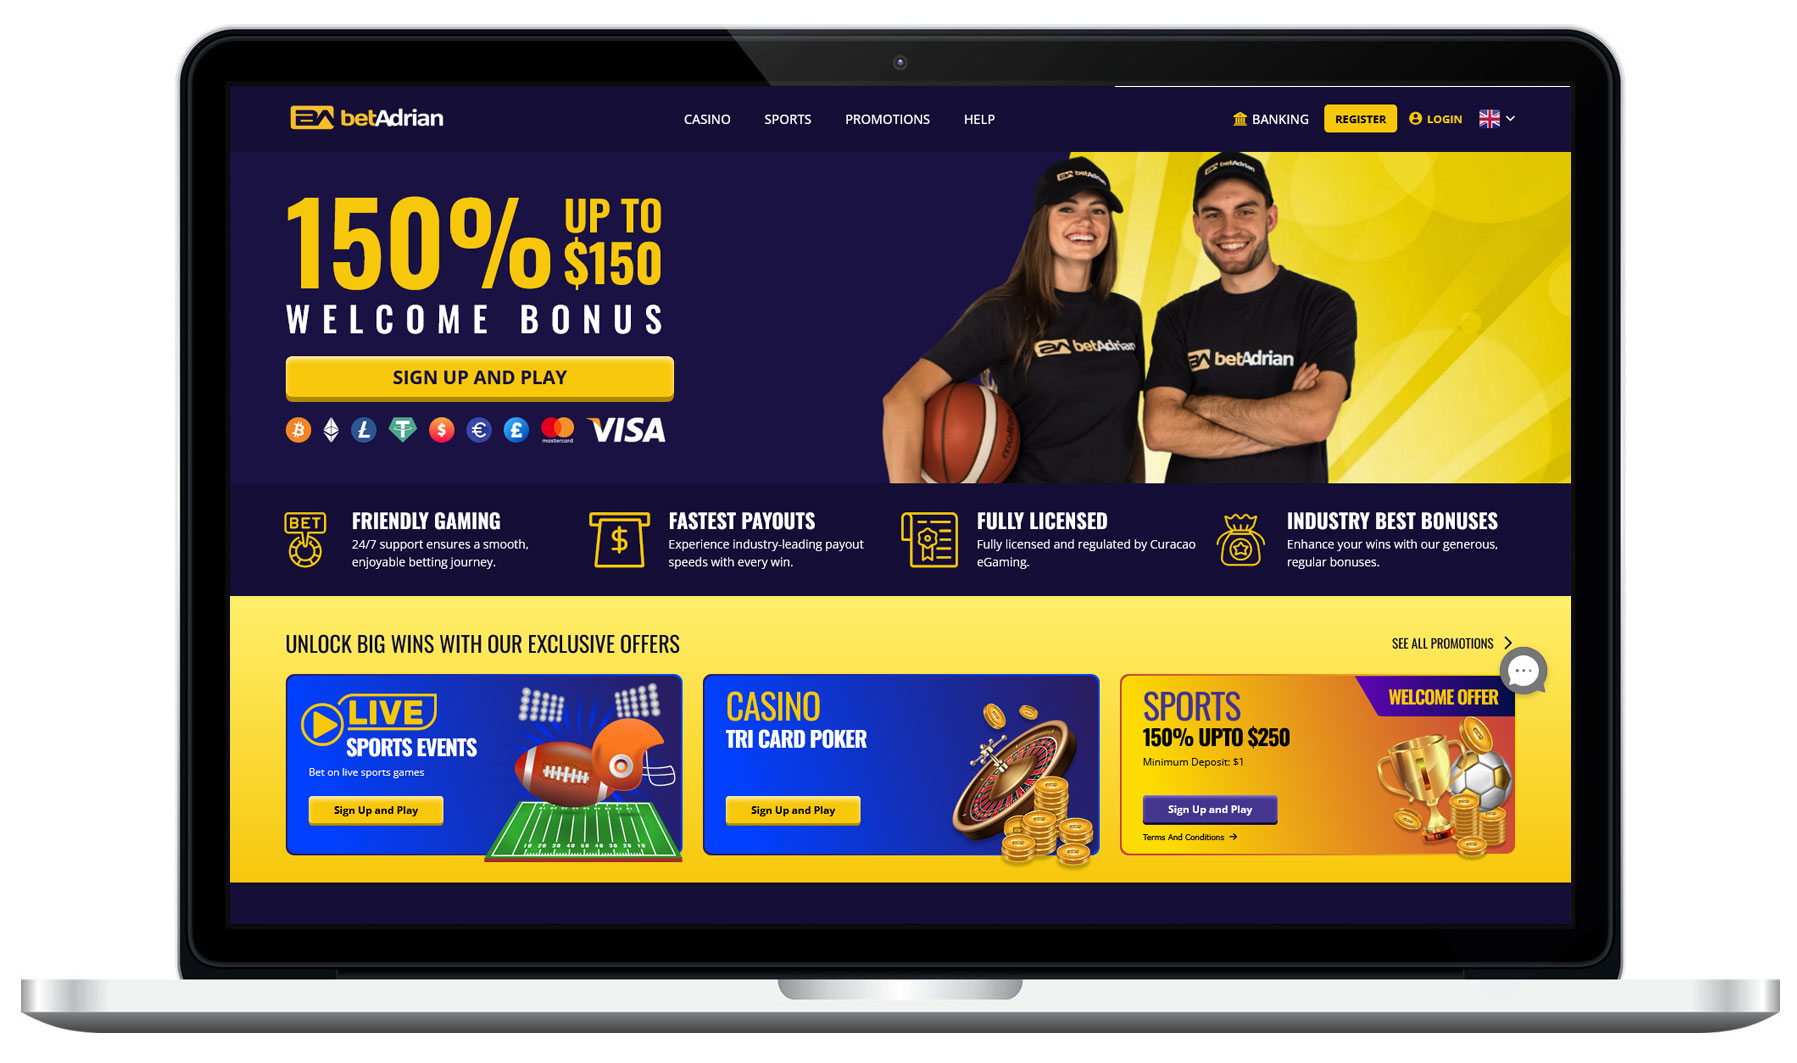 betAdrian
CASINO
SPORTS
PROMOTIONS
HELP
BANKING
REGISTER
LOGIN
150%
UP TO
$150
WELCOME BONUS
SIGN UP AND PLAY
mastercard
VISA
betAdrian
betAdrian
betAdrian
betAdrian
BET
FRIENDLY GAMING
24/7 support ensures a smooth,
enjoyable betting journey.
$
FASTEST PAYOUTS
Experience industry-leading payout
speeds with every win.
FULLY LICENSED
Fully licensed and regulated by Curacao
eGaming.
INDUSTRY BEST BONUSES
Enhance your wins with our generous,
regular bonuses.
UNLOCK BIG WINS WITH OUR EXCLUSIVE OFFERS
SEE ALL PROMOTIONS
LIVE
SPORTS EVENTS
Bet on live sports games
Sign Up and Play
CASINO
TRI CARD POKER
Sign Up and Play
WELCOME OFFER
SPORTS
150% UPTO $250
Minimum Deposit: $1
Sign Up and Play
Terms And Conditions